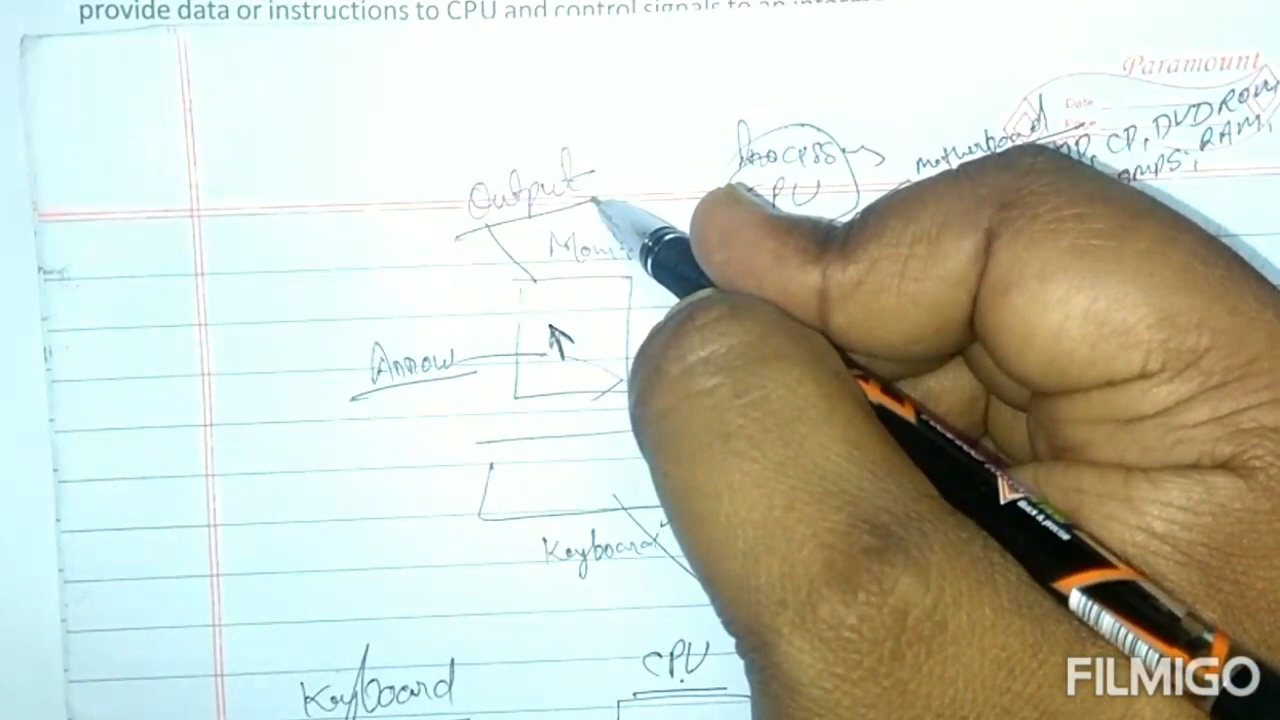 provide data or instructions to CPU and control signals to an
Paramount
Date
Process
CPU
motherboard
CD, DVD ROM
RAM,
Output
Arrow
Keyboard
Keyboard
CPU
FILMIGO